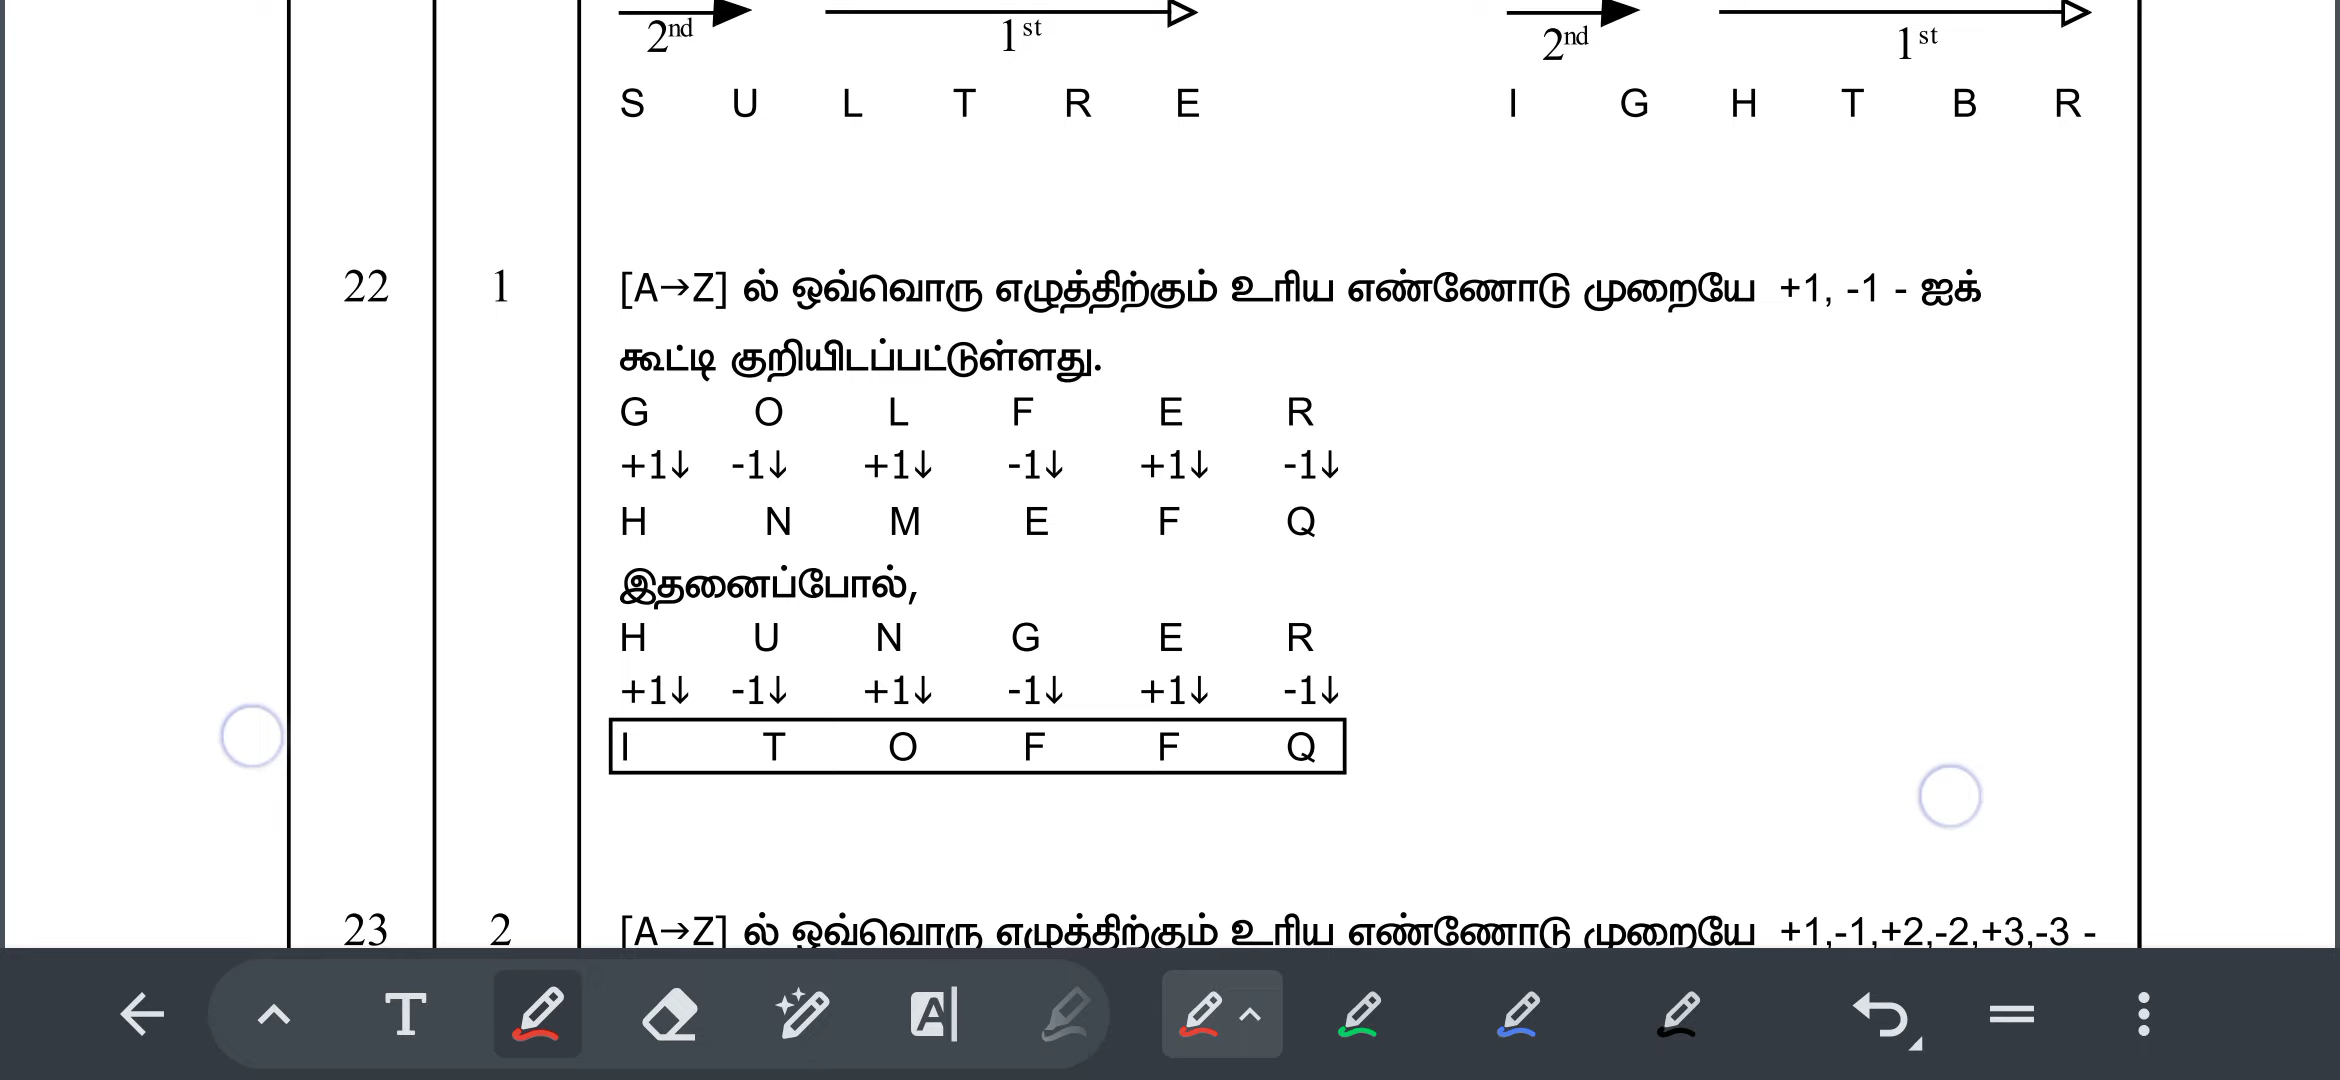 2nd 1st 2nd 1st
S U L T R E I G H T B R
22 1 [A→Z] ல் ஒவ்வொரு எழுத்திற்கும் உரிய எண்ணோடு முறையே +1, -1 - ஐக்
கூட்டி குறியிடப்பட்டுள்ளது.
G O L F E R
+1↓ -1↓ +1↓ -1↓ +1↓ -1↓
H N M E F Q
இதனைப்போல்,
H U N G E R
+1↓ -1↓ +1↓ -1↓ +1↓ -1↓
I T O F F Q
23 2 [A→Z] ல் ஒவ்வொரு எழுத்திற்கும் உரிய எண்ணோடு முறையே +1,-1,+2,-2,+3,-3 -
T A